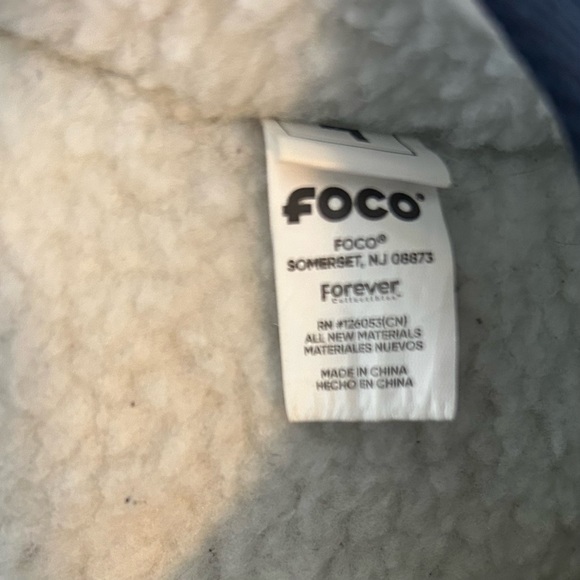 FOCO
FOCO®
SOMERSET, NJ 08873
Forever
Collectibles™
RN #126053(CN)
ALL NEW MATERIALS
MATERIALES NUEVOS
MADE IN CHINA
HECHO EN CHINA